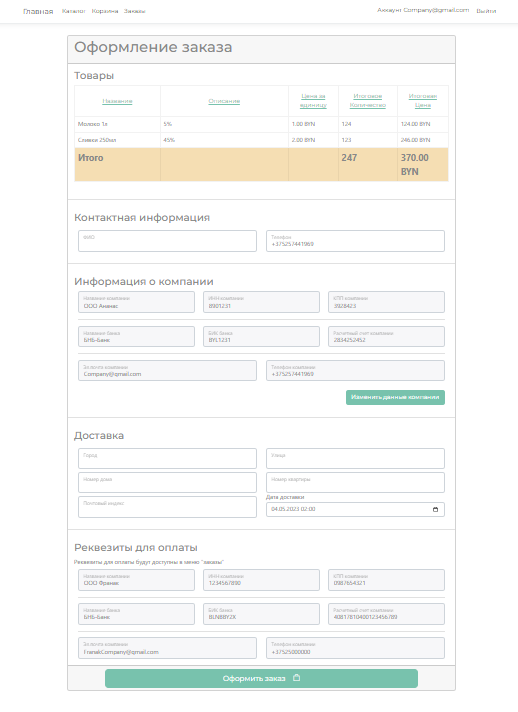 Главная Каталог Корзина Заказы Аккаунт Company@gmail.com Выйти
Оформление заказа
Товары
Название Описание Цена за единицу Итоговое Количество Итоговая Цена
Молоко 1л 5% 1.00 BYN 124 124.00 BYN
Сливки 250мл 45% 2.00 BYN 123 246.00 BYN
Итого 247 370.00 BYN
Контактная информация
ФИО Телефон
+375257441969
Информация о компании
Название компании ИНН компании КПП компании
ООО Ананас 8901231 3928423
Название банка БИК банка Расчетный счет компании
БНБ-Банк BYL1231 2834252452
Эл.почта компании Телефон компании
Company@gmail.com +375257441969
Изменить данные компании
Доставка
Город Улица
Номер дома Номер квартиры
Почтовый индекс Дата доставки
04.05.2023 02:00
Реквезиты для оплаты
Реквезиты для оплаты будут доступны в меню "заказы"
Название компании ИНН компании КПП компании
ООО Франак 1234567890 0987654321
Название банка БИК банка Расчетный счет компании
БНБ-Банк BLNBBY2X 40817810400123456789
Эл.почта компании Телефон компании
FranakCompany@gmail.com +37525000000
Оформить заказ